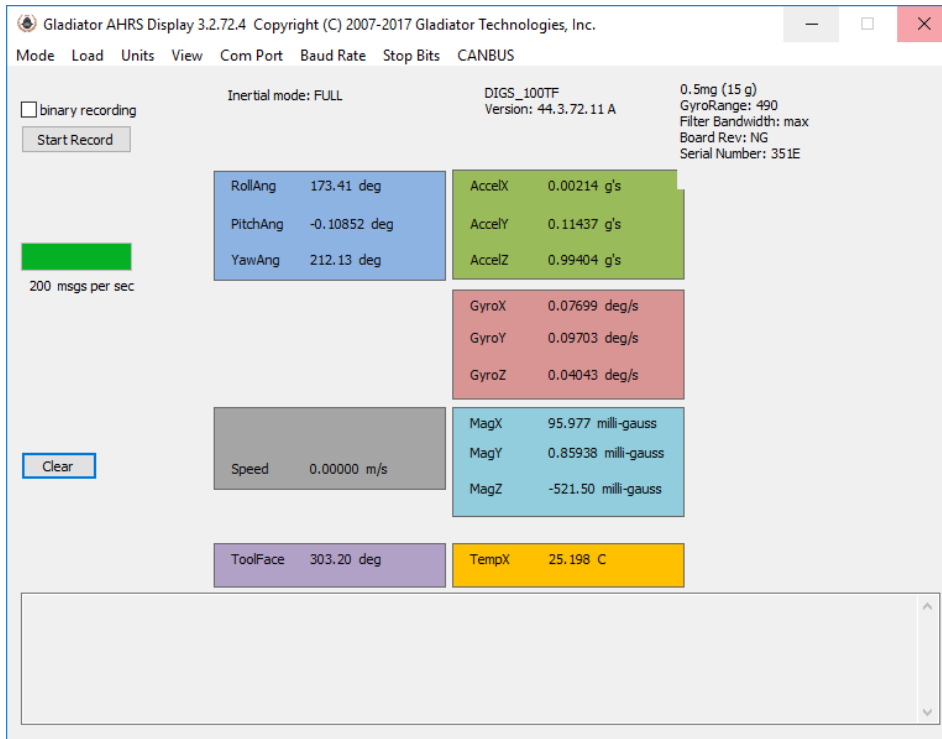 Gladiator AHRS Display 3.2.72.4 Copyright (C) 2007-2017 Gladiator Technologies, Inc.
Mode Load Units View Com Port Baud Rate Stop Bits CANBUS
binary recording
Start Record
Inertial mode: FULL
DIGS_100TF
Version: 44.3.72.11 A
0.5mg (15 g)
GyroRange: 490
Filter Bandwidth: max
Board Rev: NG
Serial Number: 351E
200 msgs per sec
RollAng 173.41 deg
PitchAng -0.10852 deg
YawAng 212.13 deg
AccelX 0.00214 g's
AccelY 0.11437 g's
AccelZ 0.99404 g's
GyroX 0.07699 deg/s
GyroY 0.09703 deg/s
GyroZ 0.04043 deg/s
Clear
Speed 0.00000 m/s
MagX 95.977 milli-gauss
MagY 0.85938 milli-gauss
MagZ -521.50 milli-gauss
ToolFace 303.20 deg
TempX 25.198 C